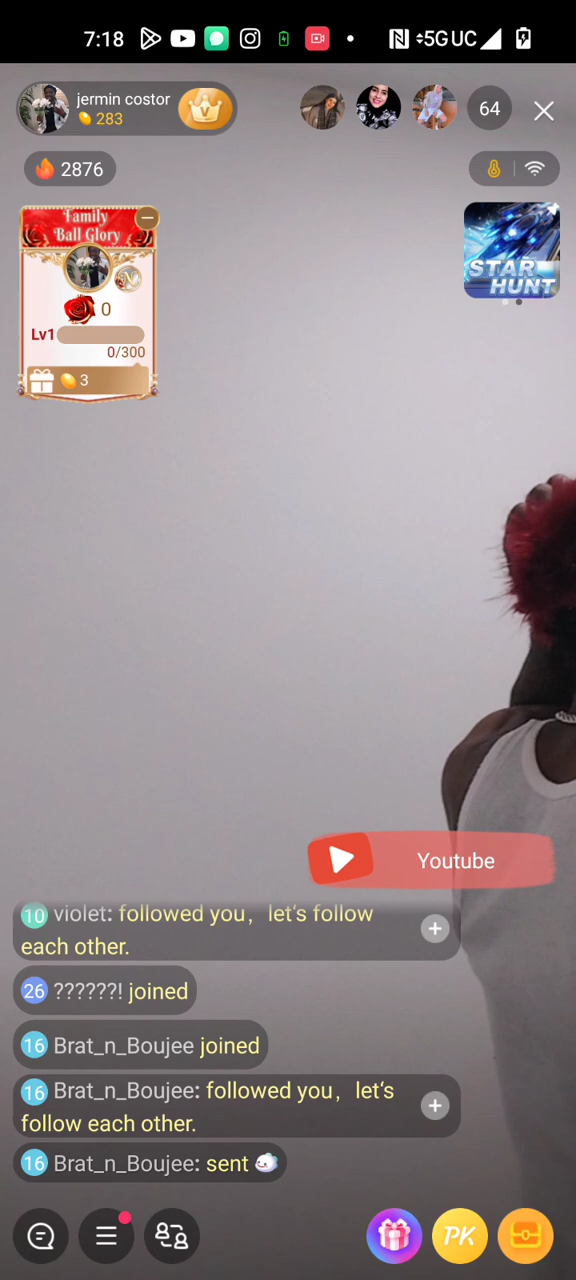 7:18
5G UC
jermin costor
283
V
64
2876
Family
Ball Glory
N
0
Lv1
0/300
3
STAR
HUNT
Youtube
10 violet: followed you，let's follow
each other.
26 ??????! joined
16 Brat_n_Boujee joined
16 Brat_n_Boujee: followed you，let's
follow each other.
16 Brat_n_Boujee: sent
PK